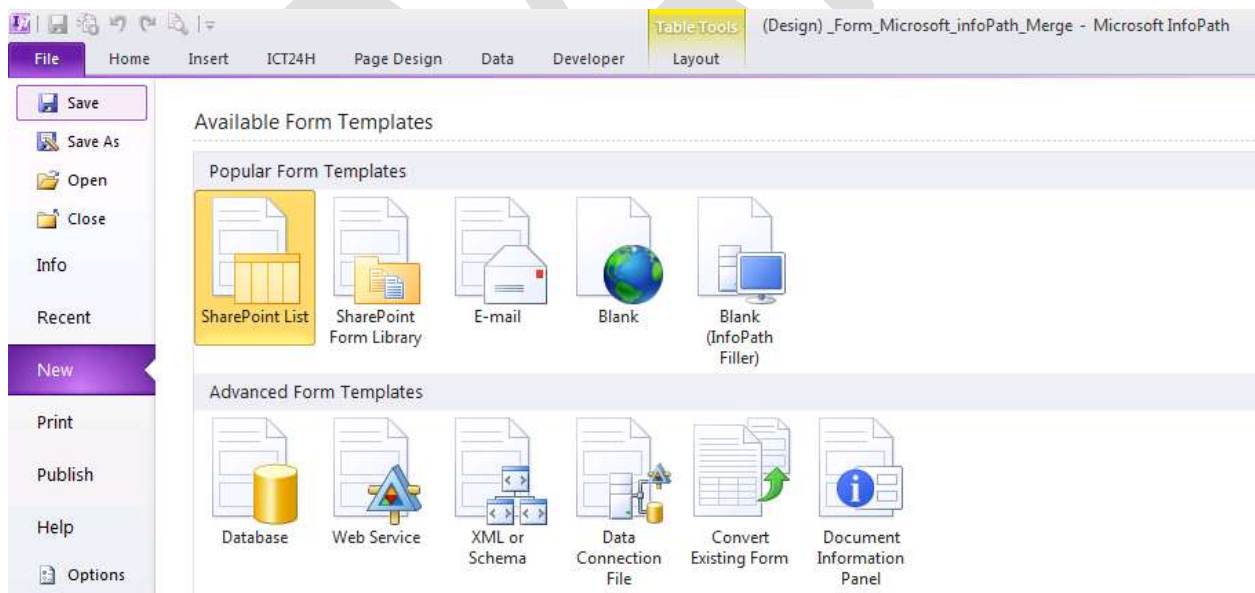 Table Tools (Design) _Form_Microsoft_infoPath_Merge - Microsoft InfoPath
File Home Insert ICT24H Page Design Data Developer Layout
Save
Save As
Open
Close
Info
Recent
New
Print
Publish
Help
Options
Available Form Templates
Popular Form Templates
SharePoint List
SharePoint
Form Library
E-mail
Blank
Blank
(InfoPath
Filler)
Advanced Form Templates
Database
Web Service
XML or
Schema
Data
Connection
File
Convert
Existing Form
Document
Information
Panel